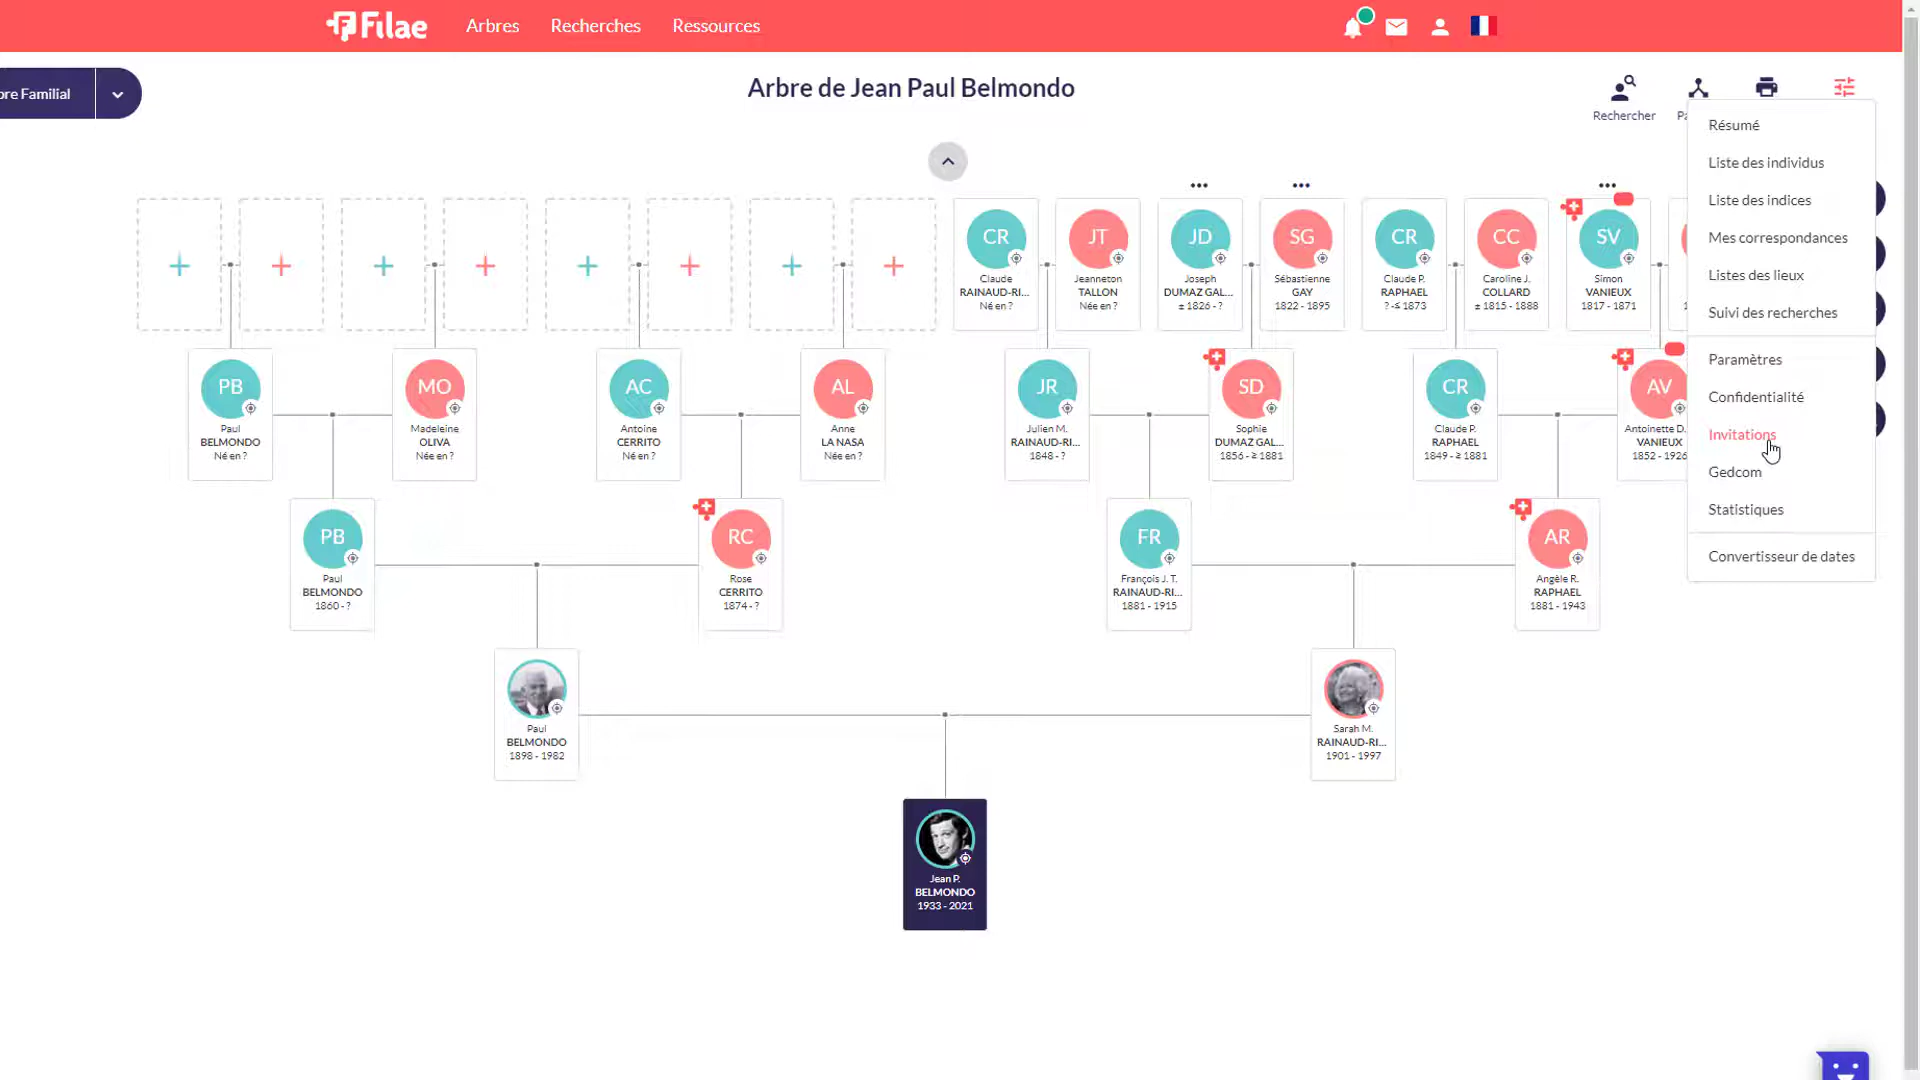 Filae
Arbres
Recherches
Ressources
bre Familial
Arbre de Jean Paul Belmondo
Rechercher
Pa
Résumé
Liste des individus
Liste des indices
Mes correspondances
Listes des lieux
Suivi des recherches
Paramètres
Confidentialité
Invitations
Gedcom
Statistiques
Convertisseur de dates
CR
Claude
RAINAUD-RI...
Né en ?
JT
Jeanneton
TALLON
Née en ?
JD
Joseph
DUMAZ GAL...
± 1826 - ?
SG
Sébastienne
GAY
1822 - 1895
CR
Claude P.
RAPHAEL
? -≤ 1873
CC
Caroline J.
COLLARD
± 1815 - 1888
SV
Simon
VANIEUX
1817 - 1871
PB
Paul
BELMONDO
Né en ?
MO
Madeleine
OLIVA
Née en ?
AC
Antoine
CERRITO
Né en ?
AL
Anne
LA NASA
Née en ?
JR
Julien M.
RAINAUD-RI...
1848 - ?
SD
Sophie
DUMAZ GAL...
1856 - ≥ 1881
CR
Claude P.
RAPHAEL
1849 - ≥ 1881
AV
Antoinette D.
VANIEUX
1852 - 1926
PB
Paul
BELMONDO
1860 - ?
RC
Rose
CERRITO
1874 - ?
FR
François J. T.
RAINAUD-RI...
1881 - 1915
AR
Angèle R.
RAPHAEL
1881 - 1943
Paul
BELMONDO
1898 - 1982
Sarah M.
RAINAUD-RI...
1901 - 1997
Jean P.
BELMONDO
1933 - 2021